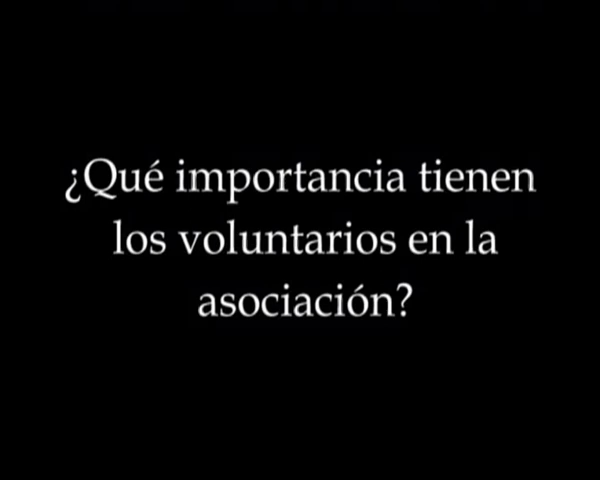 ¿Qué importancia tienen
los voluntarios en la
asociación?